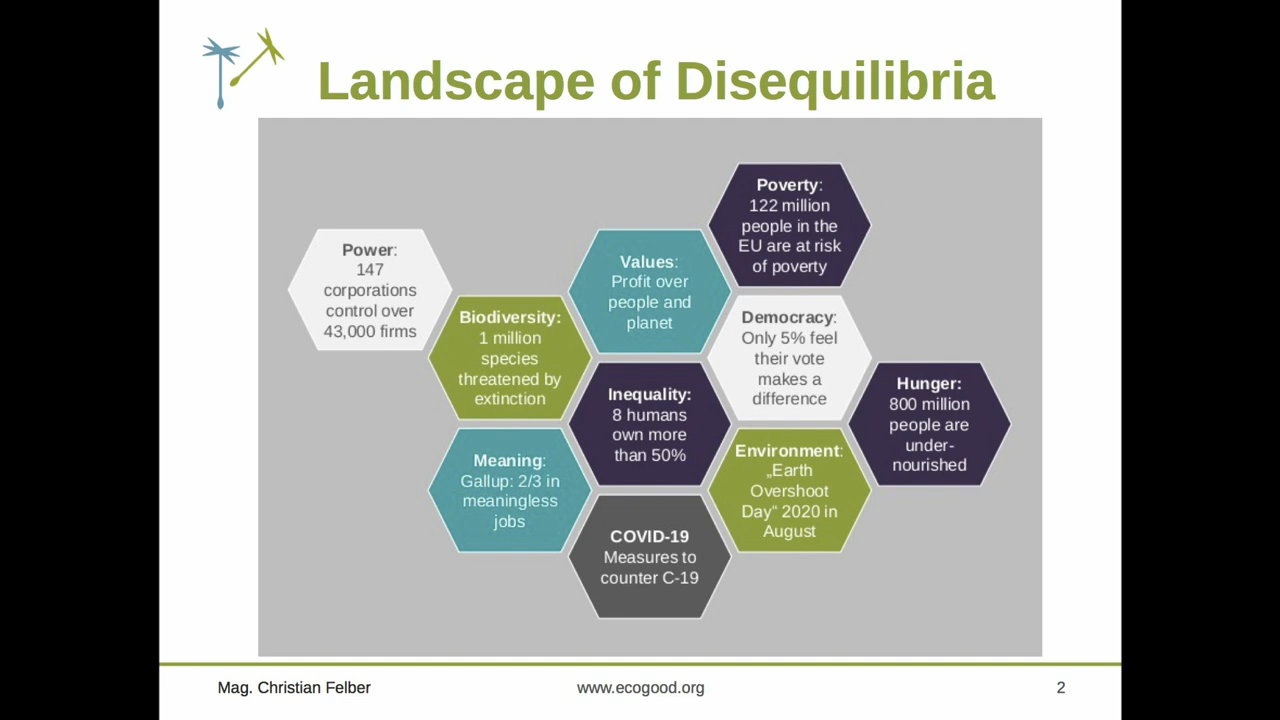 Landscape of Disequilibria
Power:
147
corporations
control over
43,000 firms
Biodiversity:
1 million
species
threatened by
extinction
Meaning:
Gallup: 2/3 in
meaningless
jobs
Values:
Profit over
people and
planet
Inequality:
8 humans
own more
than 50%
COVID-19
Measures to
counter C-19
Poverty:
122 million
people in the
EU are at risk
of poverty
Democracy:
Only 5% feel
their vote
makes a
difference
Environment:
„Earth
Overshoot
Day“ 2020 in
August
Hunger:
800 million
people are
under-
nourished
Mag. Christian Felber
www.ecogood.org
2